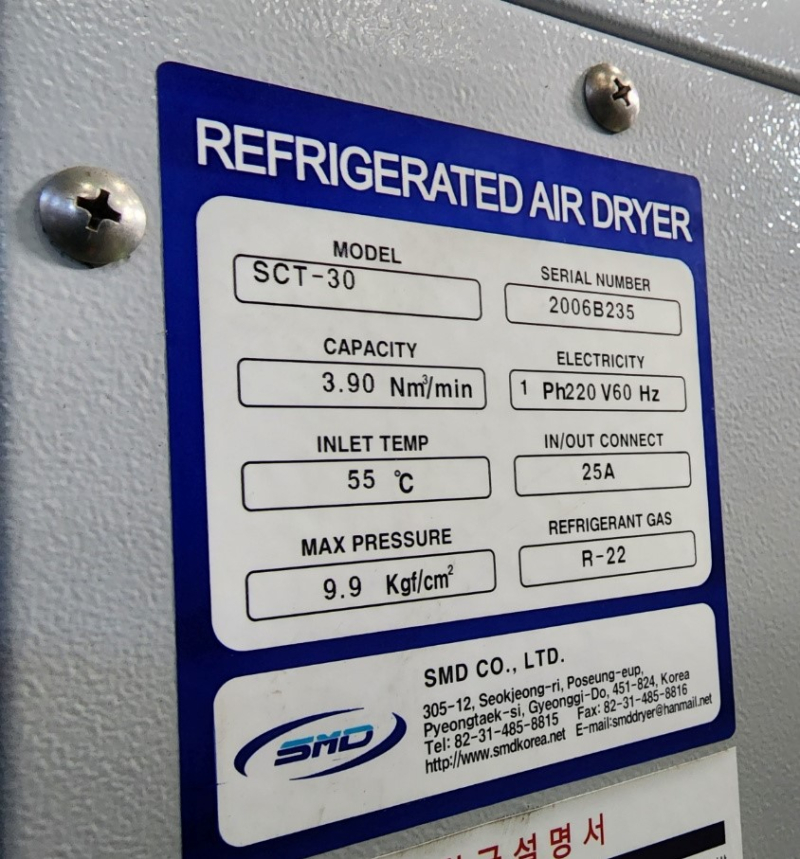 REFRIGERATED AIR DRYER
MODEL
SCT-30
SERIAL NUMBER
2006B235
CAPACITY
3.90 Nm³/min
ELECTRICITY
1 Ph220 V60 Hz
INLET TEMP
55 ℃
IN/OUT CONNECT
25A
MAX PRESSURE
9.9 Kgf/cm²
REFRIGERANT GAS
R-22
SMD
SMD CO., LTD.
305-12, Seokjeong-ri, Poseung-eup,
Pyeongtaek-si, Gyeonggi-Do, 451-824, Korea
Tel: 82-31-485-8815 Fax: 82-31-485-8816
http://www.smdkorea.net E-mail:smddryer@hanmail.net
설명서